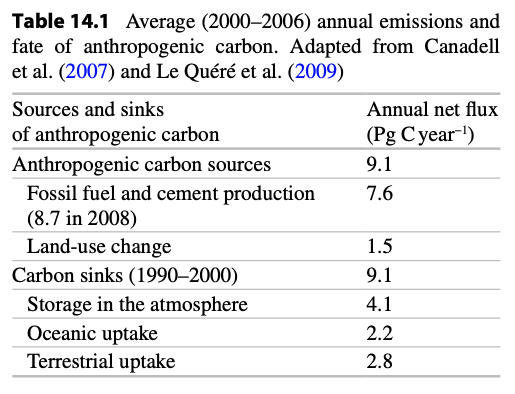 Table 14.1 Average (2000–2006) annual emissions and
fate of anthropogenic carbon. Adapted from Canadell
et al. (2007) and Le Quéré et al. (2009)
Sources and sinks
of anthropogenic carbon
Annual net flux
(Pg C year⁻¹)
Anthropogenic carbon sources 9.1
Fossil fuel and cement production 7.6
(8.7 in 2008)
Land-use change 1.5
Carbon sinks (1990–2000) 9.1
Storage in the atmosphere 4.1
Oceanic uptake 2.2
Terrestrial uptake 2.8